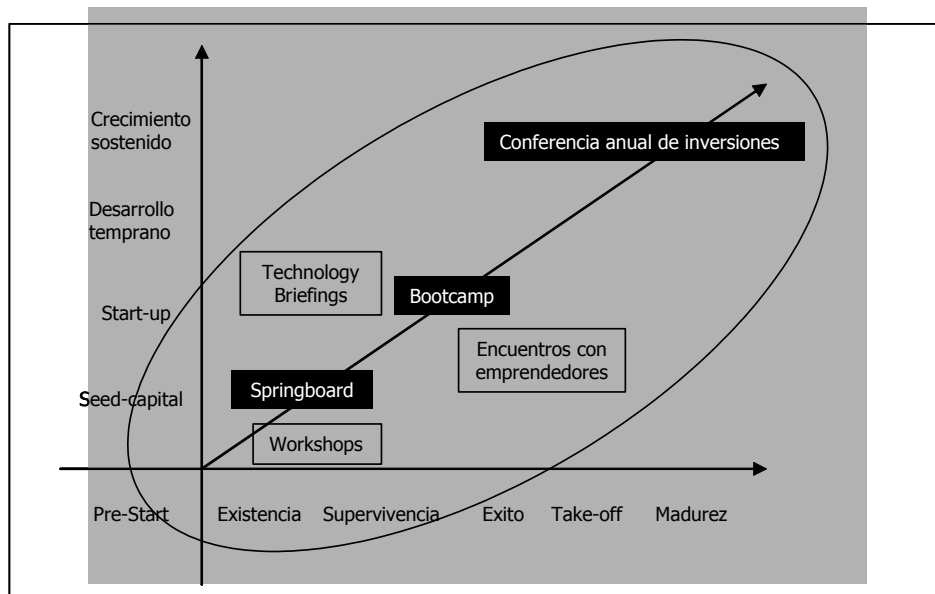 Crecimiento
sostenido
Conferencia anual de inversiones
Desarrollo
temprano
Technology
Briefings
Bootcamp
Start-up
Encuentros con
emprendedores
Springboard
Seed-capital
Workshops
Pre-Start
Existencia
Supervivencia
Exito
Take-off
Madurez